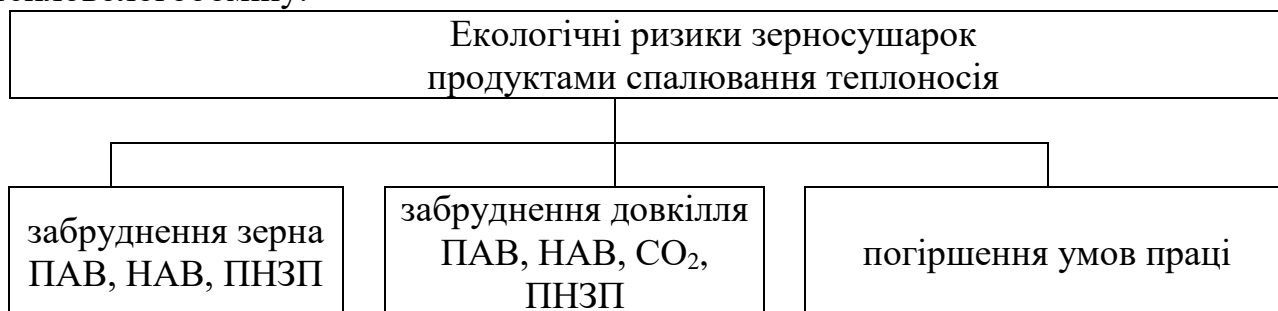 Екологічні ризики зерносушарок
продуктами спалювання теплоносія
забруднення зерна
ПАВ, НАВ, ПНЗП
забруднення довкілля
ПАВ, НАВ, CO₂,
ПНЗП
погіршення умов праці